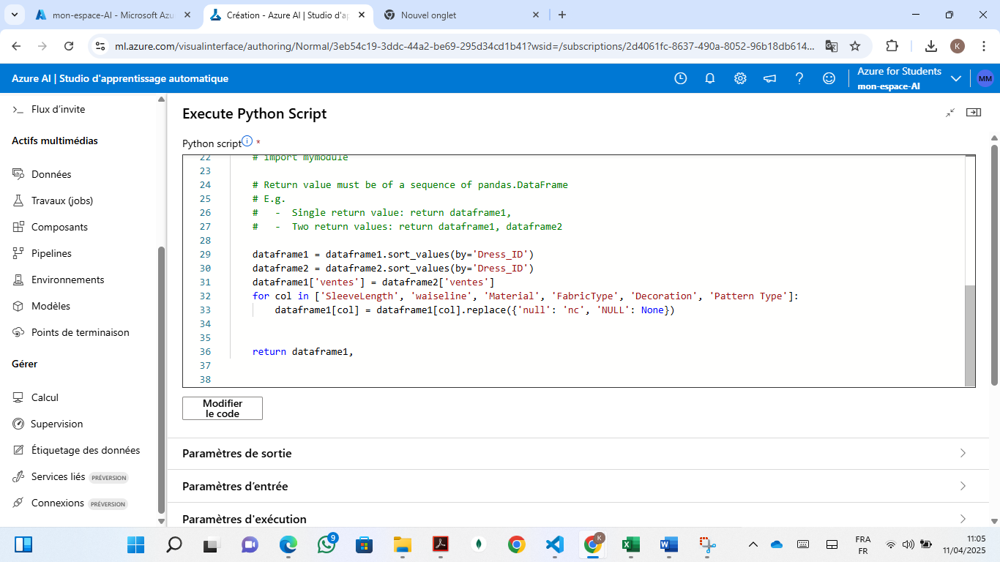 mon-espace-AI - Microsoft Azu
Création - Azure AI | Studio d'ap
Nouvel onglet
ml.azure.com/visualinterface/authoring/Normal/3eb54c19-3ddc-44a2-be69-295d34cd1b41?wsid=/subscriptions/2d4061fc-8637-490a-8052-96b18db614...
K
Azure AI | Studio d'apprentissage automatique
Azure for Students
mon-espace-AI
MM
Flux d'invite
Actifs multimédias
Données
Travaux (jobs)
Composants
Pipelines
Environnements
Modèles
Points de terminaison
Gérer
Calcul
Supervision
Étiquetage des données
Services liés PRÉVERSION
Connexions PRÉVERSION
Execute Python Script
Python script *
22 # import mymodule
23
24 # Return value must be of a sequence of pandas.DataFrame
25 # E.g.
26 #   -  Single return value: return dataframe1,
27 #   -  Two return values: return dataframe1, dataframe2
28
29 dataframe1 = dataframe1.sort_values(by='Dress_ID')
30 dataframe2 = dataframe2.sort_values(by='Dress_ID')
31 dataframe1['ventes'] = dataframe2['ventes']
32 for col in ['SleeveLength', 'waiseline', 'Material', 'FabricType', 'Decoration', 'Pattern Type']:
33     dataframe1[col] = dataframe1[col].replace({'null': 'nc', 'NULL': None})
34
35
36 return dataframe1,
37
38
Modifier
le code
Paramètres de sortie
Paramètres d'entrée
Paramètres d'exécution
9
K
FRA
FR
11:05
11/04/2025